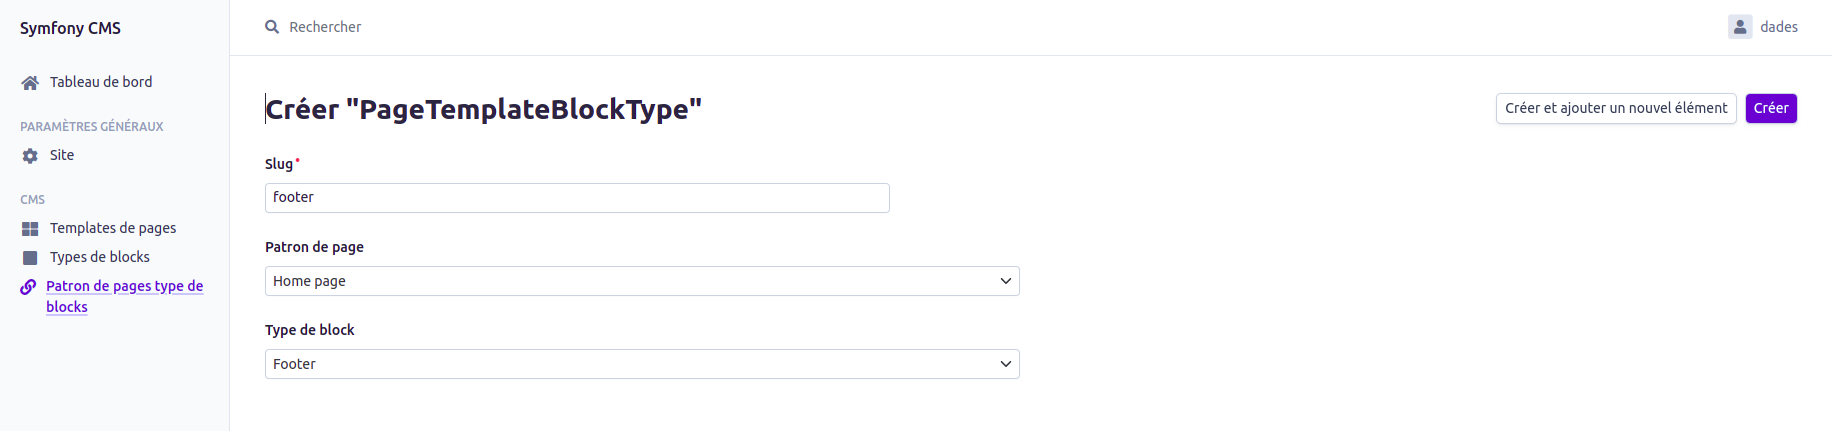 Symfony CMS
Rechercher
dades
Tableau de bord
PARAMÈTRES GÉNÉRAUX
Site
CMS
Templates de pages
Types de blocks
Patron de pages type de
blocks
Créer "PageTemplateBlockType"
Créer et ajouter un nouvel élément
Créer
Slug
footer
Patron de page
Home page
Type de block
Footer